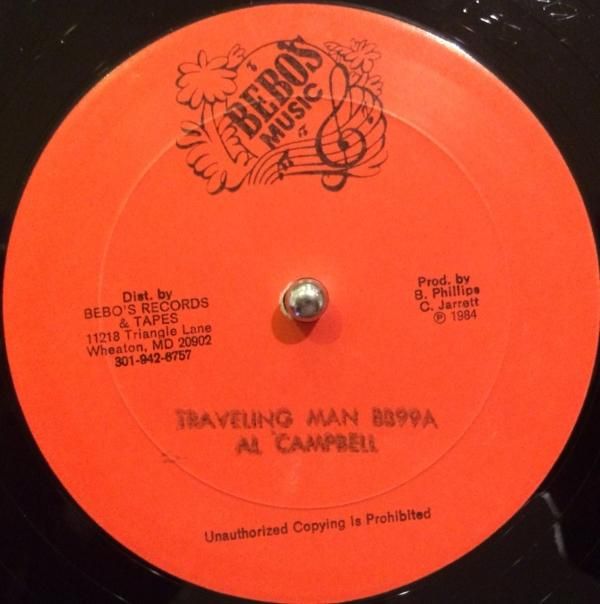 BEBO'S
MUSIC
Dist. by
BEBO'S RECORDS
& TAPES
11218 Triangle Lane
Wheaton, MD 20902
301-942-6757
Prod. by
B. Phillips
C. Jarrett
℗ 1984
TRAVELING MAN BB99A
AL CAMPBELL
Unauthorized Copying Is Prohibited